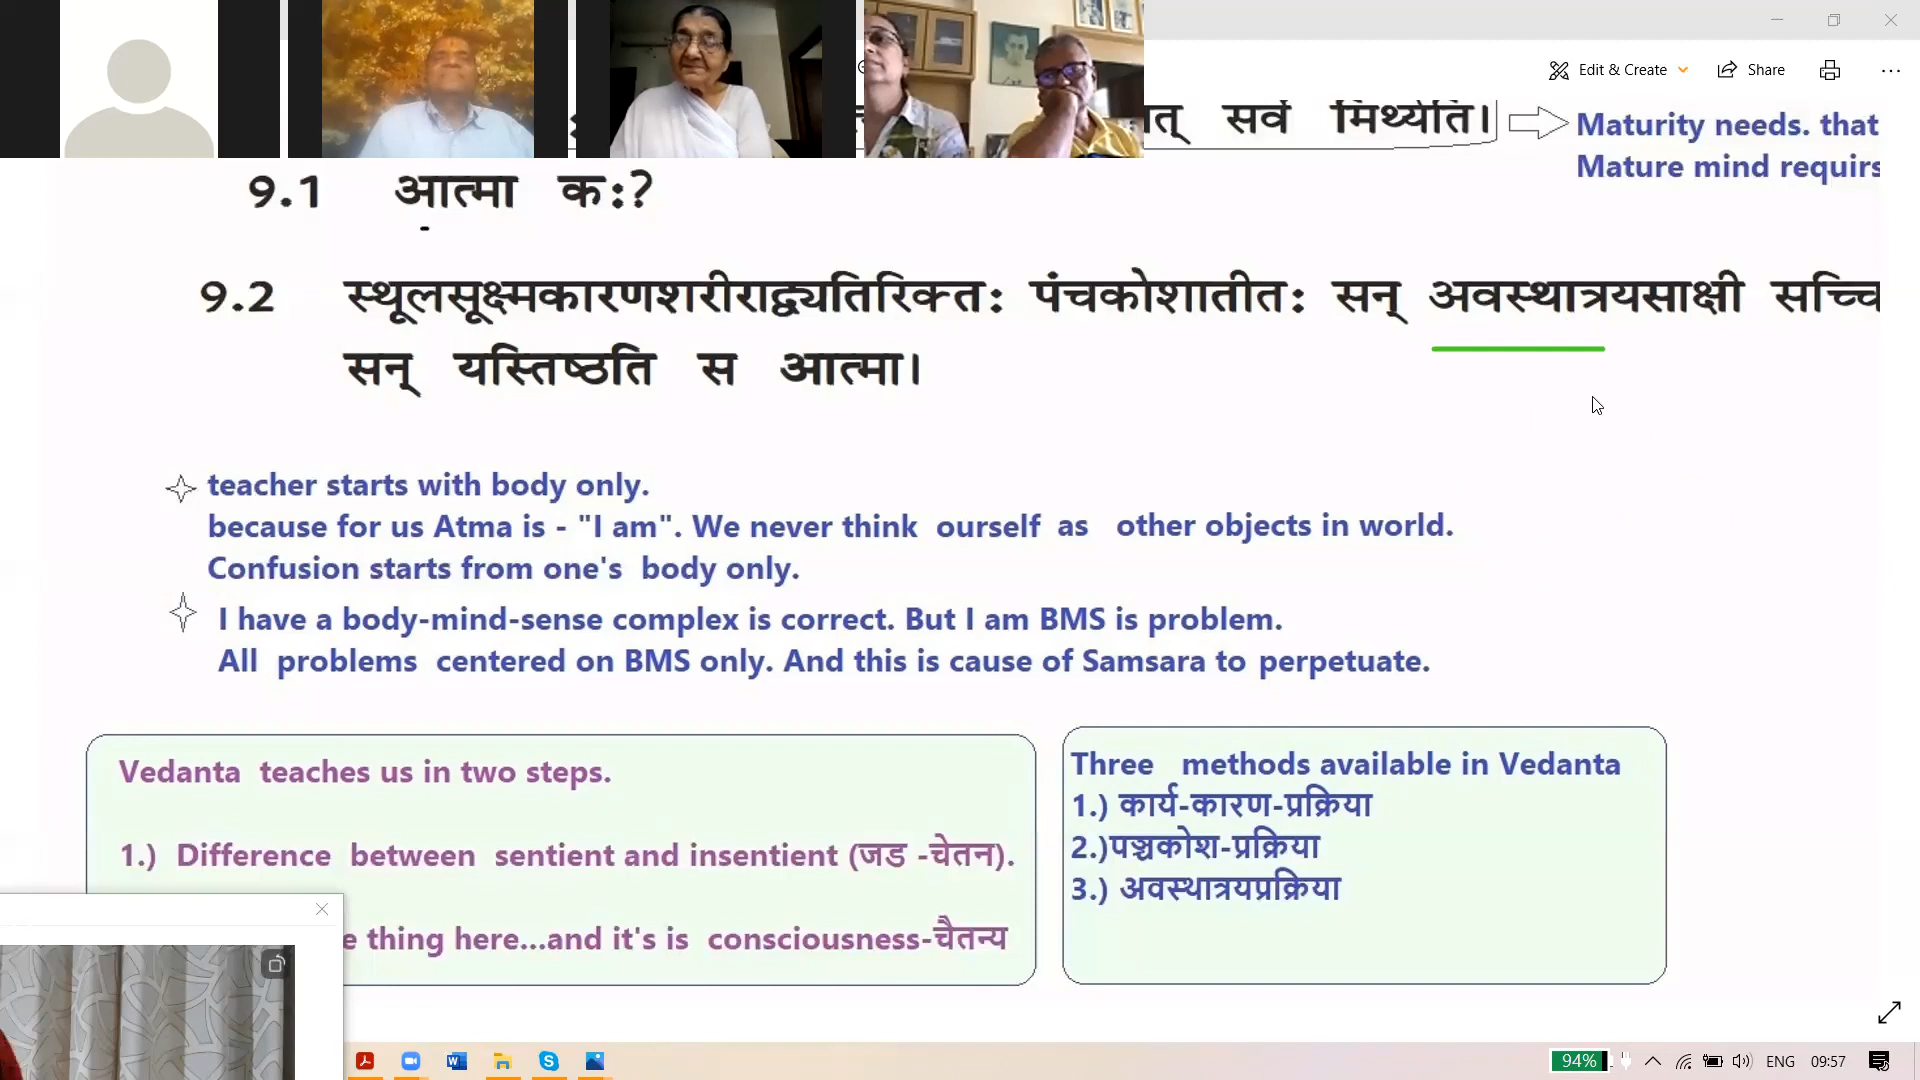 Edit & Create
Share
त् सर्वं मिथ्येति।
Maturity needs. that
Mature mind requirs
9.1 आत्मा कः?
9.2 स्थूलसूक्ष्मकारणशरीराद्व्यतिरिक्तः पंचकोशातीतः सन् अवस्थात्रयसाक्षी सच्चि
सन् यस्तिष्ठति स आत्मा।
teacher starts with body only.
because for us Atma is - "I am". We never think ourself as other objects in world.
Confusion starts from one's body only.
I have a body-mind-sense complex is correct. But I am BMS is problem.
All problems centered on BMS only. And this is cause of Samsara to perpetuate.
Vedanta teaches us in two steps.
1.) Difference between sentient and insentient (जड -चेतन).
e thing here...and it's is consciousness-चैतन्य
Three methods available in Vedanta
1.) कार्य-कारण-प्रक्रिया
2.)पञ्चकोश-प्रक्रिया
3.) अवस्थात्रयप्रक्रिया
94%
ENG
09:57